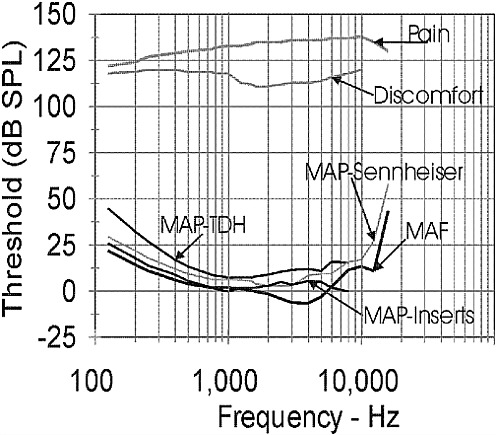 150
125
100
75
50
25
0
-25
Threshold (dB SPL)
Pain
Discomfort
MAP-Sennheiser
MAP-TDH
MAF
MAP-Inserts
100
1,000
10,000
Frequency - Hz